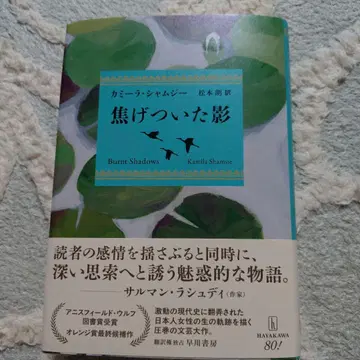 カミーラ・シャムジー 松本朗 訳
焦げついた影
Burnt Shadows Kamila Shamsie
読者の感情を揺さぶると同時に、
深い思索へと誘う魅惑的な物語。
——サルマン・ラシュディ(作家)
アニスフィールド・ウルフ
図書賞受賞
オレンジ賞最終候補作
激動の現代史に翻弄された
日本人女性の生の軌跡を描く
圧巻の文芸大作。
翻訳権独占 早川書房
h!
HAYAKAWA
80!